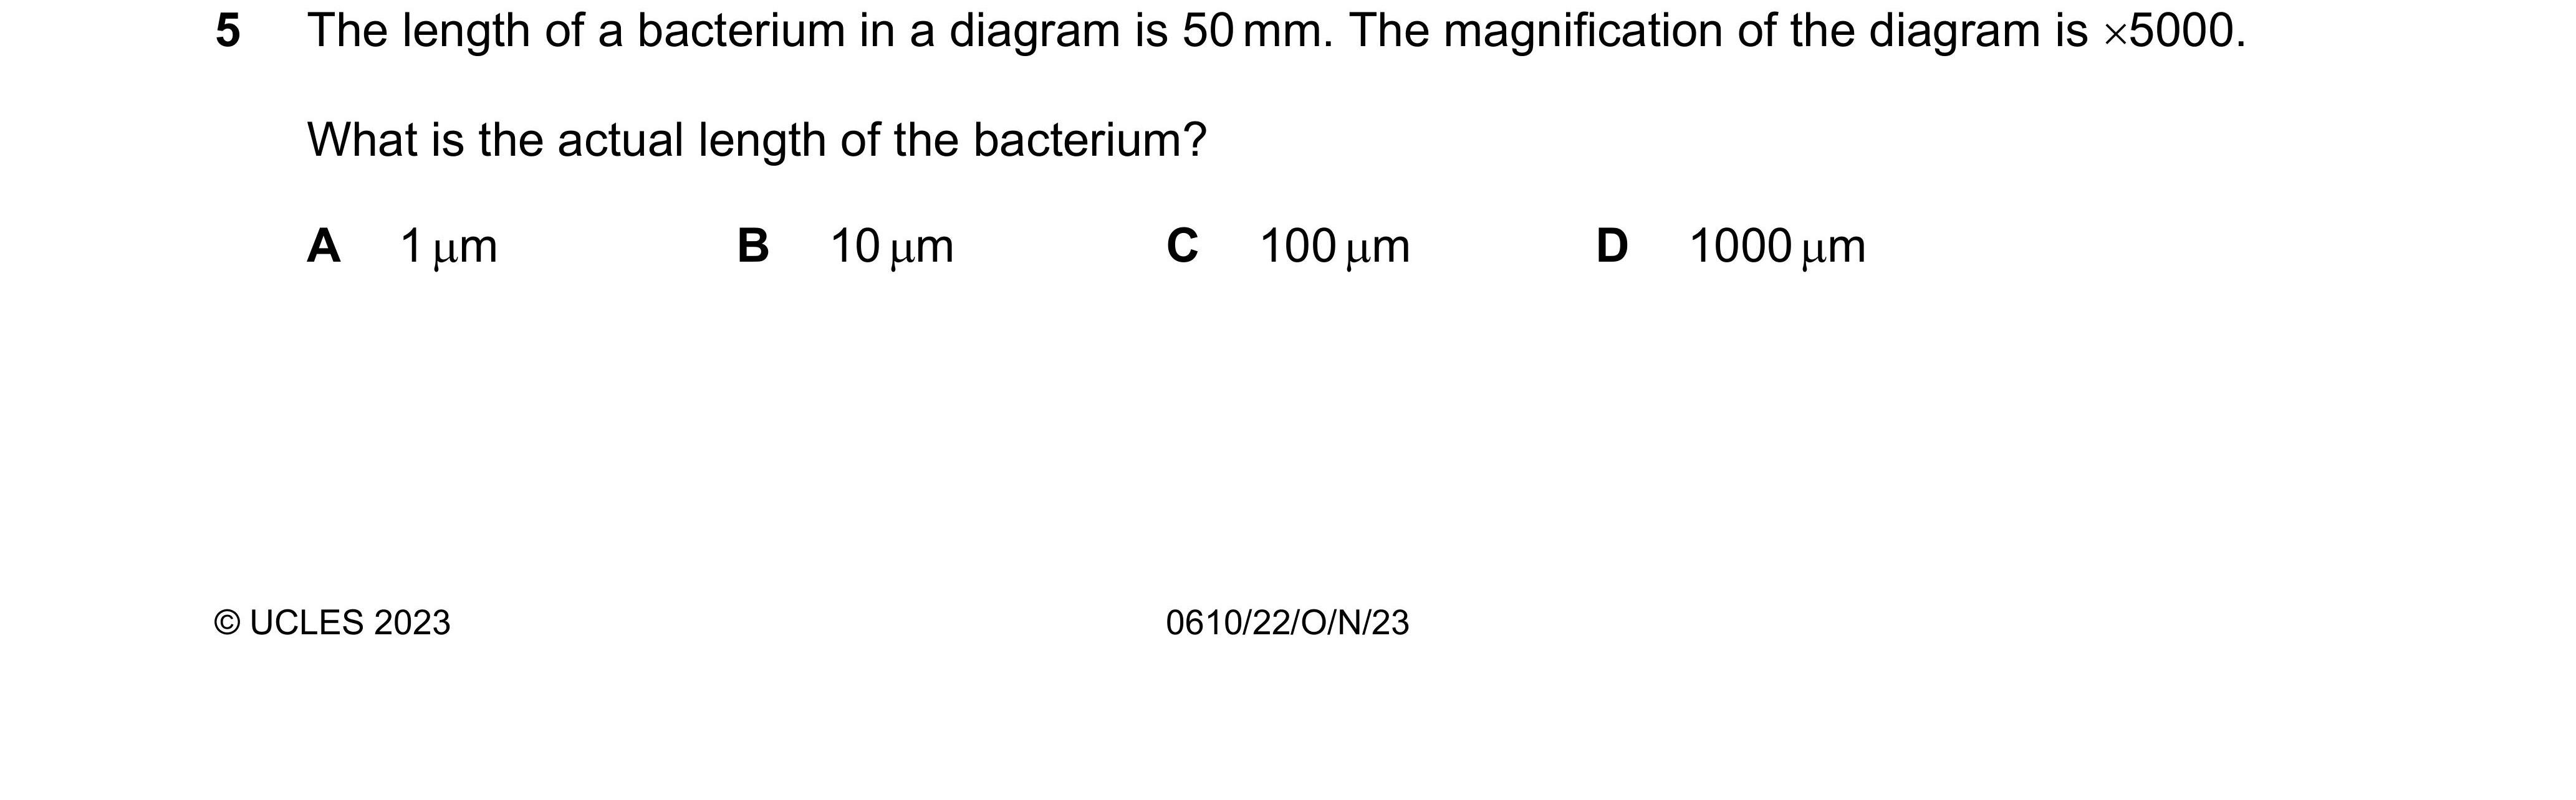 5 The length of a bacterium in a diagram is 50 mm. The magnification of the diagram is ×5000.
What is the actual length of the bacterium?
A 1 µm B 10 µm C 100 µm D 1000 µm
© UCLES 2023 0610/22/O/N/23